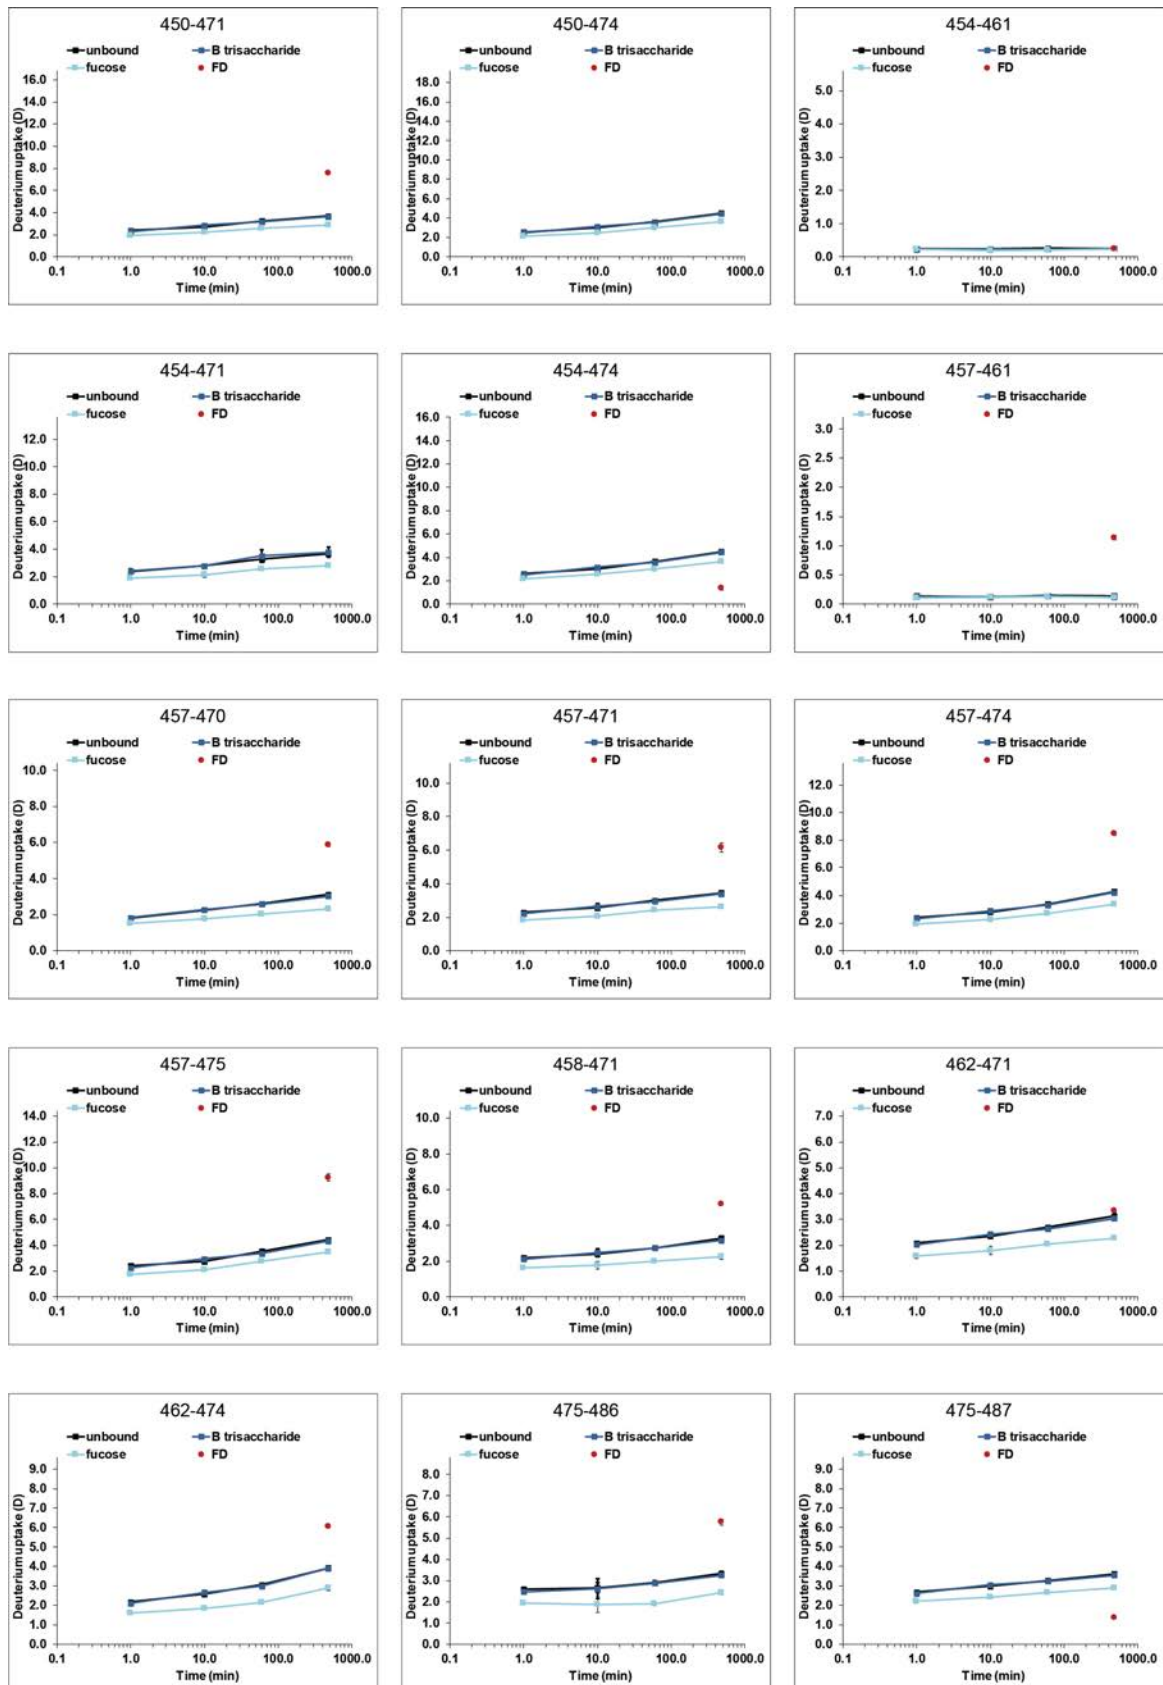 450-471
unbound B trisaccharide
fucose FD
Deuterium uptake (D)
16.0
14.0
12.0
10.0
8.0
6.0
4.0
2.0
0.0
0.1 1.0 10.0 100.0 1000.0
Time (min)
450-474
unbound B trisaccharide
fucose FD
Deuterium uptake (D)
18.0
16.0
14.0
12.0
10.0
8.0
6.0
4.0
2.0
0.0
0.1 1.0 10.0 100.0 1000.0
Time (min)
454-461
unbound B trisaccharide
fucose FD
Deuterium uptake (D)
5.0
4.0
3.0
2.0
1.0
0.0
0.1 1.0 10.0 100.0 1000.0
Time (min)
454-471
unbound B trisaccharide
fucose FD
Deuterium uptake (D)
12.0
10.0
8.0
6.0
4.0
2.0
0.0
0.1 1.0 10.0 100.0 1000.0
Time (min)
454-474
unbound B trisaccharide
fucose FD
Deuterium uptake (D)
16.0
14.0
12.0
10.0
8.0
6.0
4.0
2.0
0.0
0.1 1.0 10.0 100.0 1000.0
Time (min)
457-461
unbound B trisaccharide
fucose FD
Deuterium uptake (D)
3.0
2.5
2.0
1.5
1.0
0.5
0.0
0.1 1.0 10.0 100.0 1000.0
Time (min)
457-470
unbound B trisaccharide
fucose FD
Deuterium uptake (D)
10.0
8.0
6.0
4.0
2.0
0.0
0.1 1.0 10.0 100.0 1000.0
Time (min)
457-471
unbound B trisaccharide
fucose FD
Deuterium uptake (D)
10.0
8.0
6.0
4.0
2.0
0.0
0.1 1.0 10.0 100.0 1000.0
Time (min)
457-474
unbound B trisaccharide
fucose FD
Deuterium uptake (D)
12.0
10.0
8.0
6.0
4.0
2.0
0.0
0.1 1.0 10.0 100.0 1000.0
Time (min)
457-475
unbound B trisaccharide
fucose FD
Deuterium uptake (D)
14.0
12.0
10.0
8.0
6.0
4.0
2.0
0.0
0.1 1.0 10.0 100.0 1000.0
Time (min)
458-471
unbound B trisaccharide
fucose FD
Deuterium uptake (D)
10.0
8.0
6.0
4.0
2.0
0.0
0.1 1.0 10.0 100.0 1000.0
Time (min)
462-471
unbound B trisaccharide
fucose FD
Deuterium uptake (D)
7.0
6.0
5.0
4.0
3.0
2.0
1.0
0.0
0.1 1.0 10.0 100.0 1000.0
Time (min)
462-474
unbound B trisaccharide
fucose FD
Deuterium uptake (D)
9.0
8.0
7.0
6.0
5.0
4.0
3.0
2.0
1.0
0.0
0.1 1.0 10.0 100.0 1000.0
Time (min)
475-486
unbound B trisaccharide
fucose FD
Deuterium uptake (D)
8.0
7.0
6.0
5.0
4.0
3.0
2.0
1.0
0.0
0.1 1.0 10.0 100.0 1000.0
Time (min)
475-487
unbound B trisaccharide
fucose FD
Deuterium uptake (D)
9.0
8.0
7.0
6.0
5.0
4.0
3.0
2.0
1.0
0.0
0.1 1.0 10.0 100.0 1000.0
Time (min)